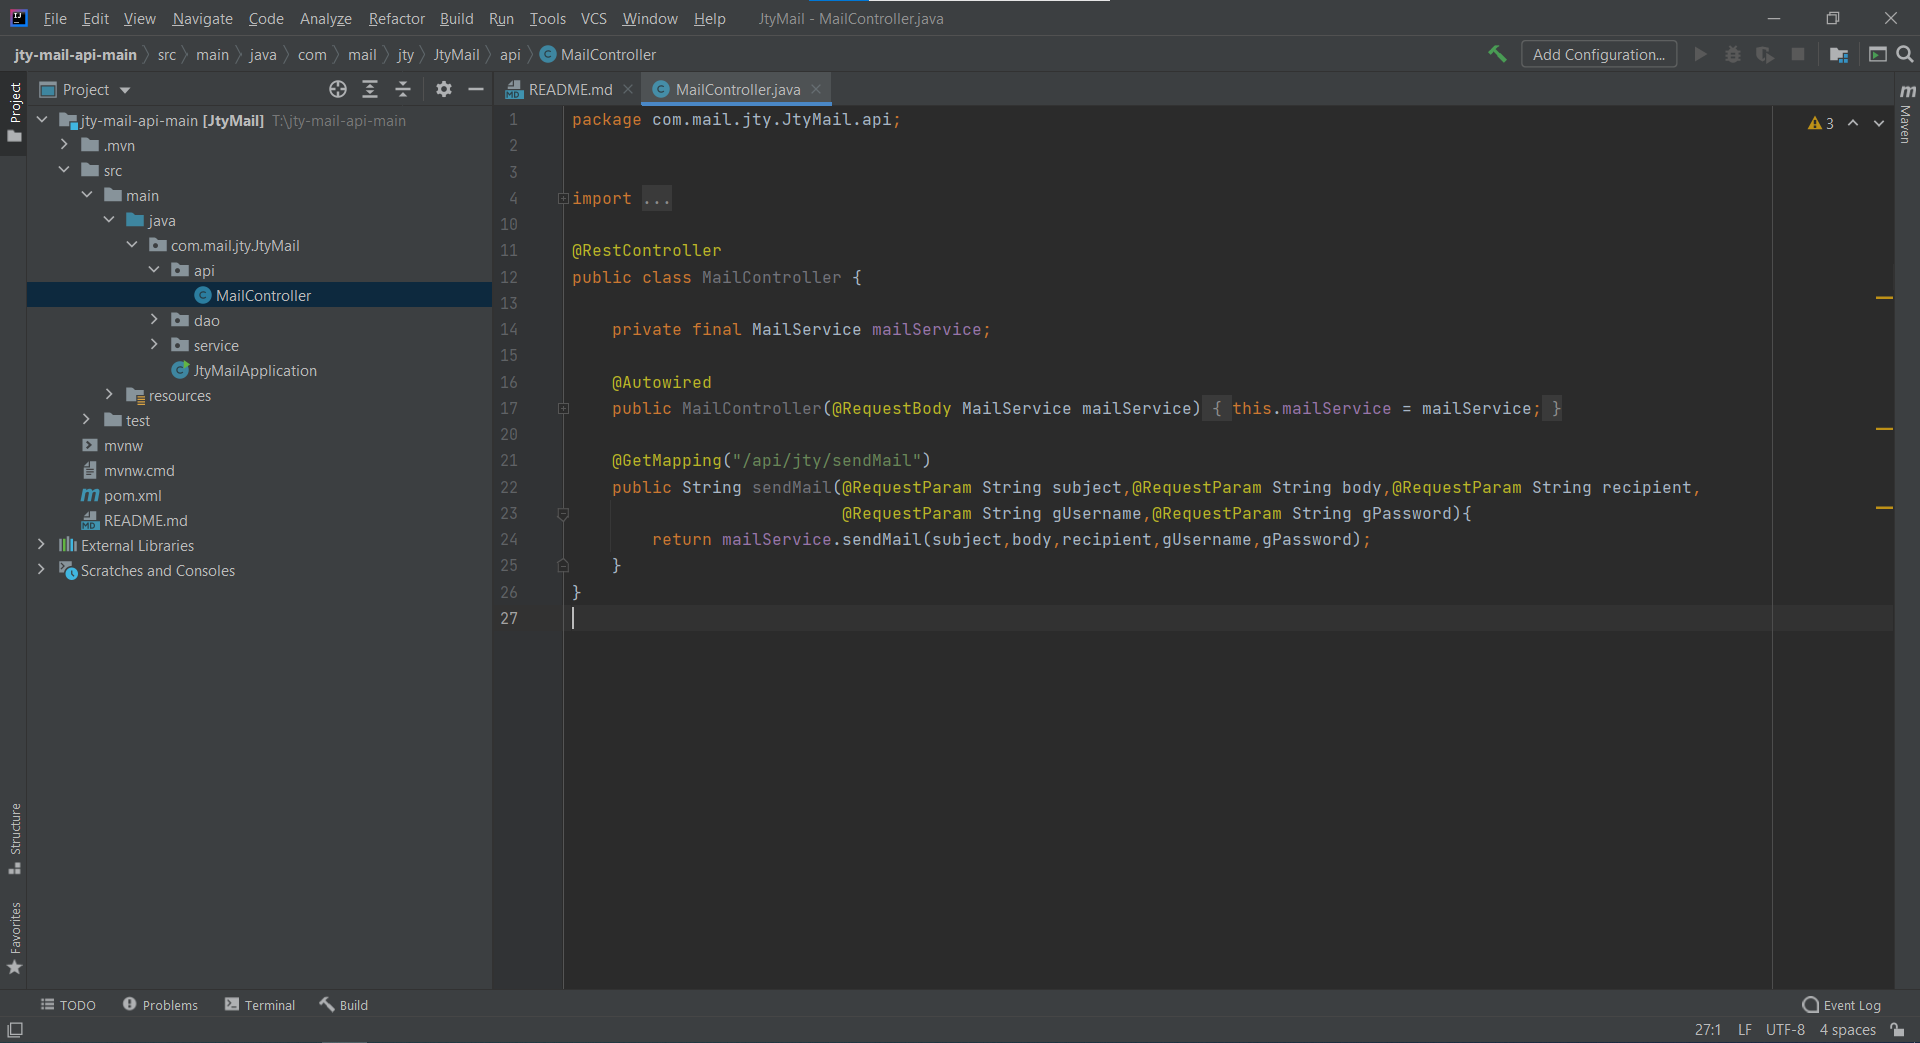 File Edit View Navigate Code Analyze Refactor Build Run Tools VCS Window Help JtyMail - MailController.java
jty-mail-api-main src main java com mail jty JtyMail api MailController Add Configuration...
Project
Project
README.md
MailController.java
jty-mail-api-main [JtyMail] T:\jty-mail-api-main
.mvn
src
main
java
com.mail.jty.JtyMail
api
MailController
dao
service
JtyMailApplication
resources
test
mvnw
mvnw.cmd
pom.xml
README.md
External Libraries
Scratches and Consoles
1 package com.mail.jty.JtyMail.api;
2
3
4 import ...
10
11 @RestController
12 public class MailController {
13
14 private final MailService mailService;
15
16 @Autowired
17 public MailController(@RequestBody MailService mailService) { this.mailService = mailService; }
20
21 @GetMapping("/api/jty/sendMail")
22 public String sendMail(@RequestParam String subject,@RequestParam String body,@RequestParam String recipient,
23 @RequestParam String gUsername,@RequestParam String gPassword){
24 return mailService.sendMail(subject,body,recipient,gUsername,gPassword);
25 }
26 }
27
3
Maven
Structure
Favorites
TODO Problems Terminal Build Event Log
27:1 LF UTF-8 4 spaces